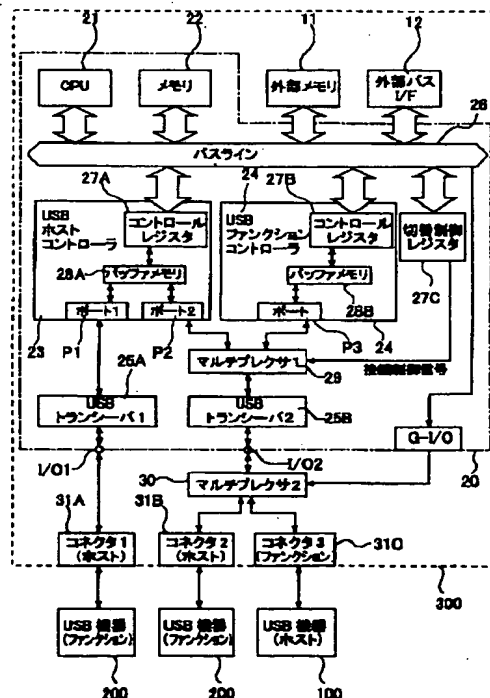 21
22
11
12
CPU
メモリ
外部メモリ
外部バス
I/F
26
バスライン
27A
24
27B
USB
ホスト
コントローラ
コントロール
レジスタ
USB
ファンクション
コントローラ
コントロール
レジスタ
切替制御
レジスタ
28A
バッファメモリ
バッファメモリ
28B
27C
ポート1
ポート2
ポート
23
P1
P2
P3
24
マルチプレクサ1
接続制御信号
25A
29
USB
トランシーバ1
USB
トランシーバ2
25B
G-I/O
I/O1
30
I/O2
20
マルチプレクサ2
31A
31B
コネクタ1
(ホスト)
コネクタ2
(ホスト)
コネクタ3
(ファンクション)
31C
300
USB 機器
(ファンクション)
USB 機器
(ファンクション)
USB 機器
(ホスト)
200
200
100